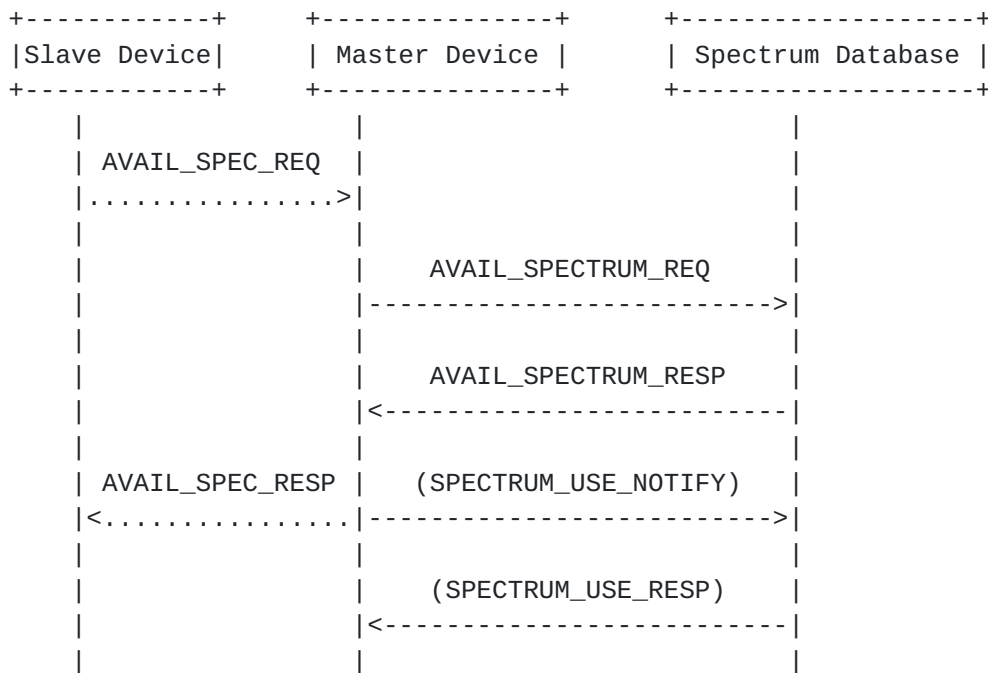 Slave Device Master Device Spectrum Database
AVAIL_SPEC_REQ
AVAIL_SPECTRUM_REQ
AVAIL_SPECTRUM_RESP
AVAIL_SPEC_RESP (SPECTRUM_USE_NOTIFY)
(SPECTRUM_USE_RESP)